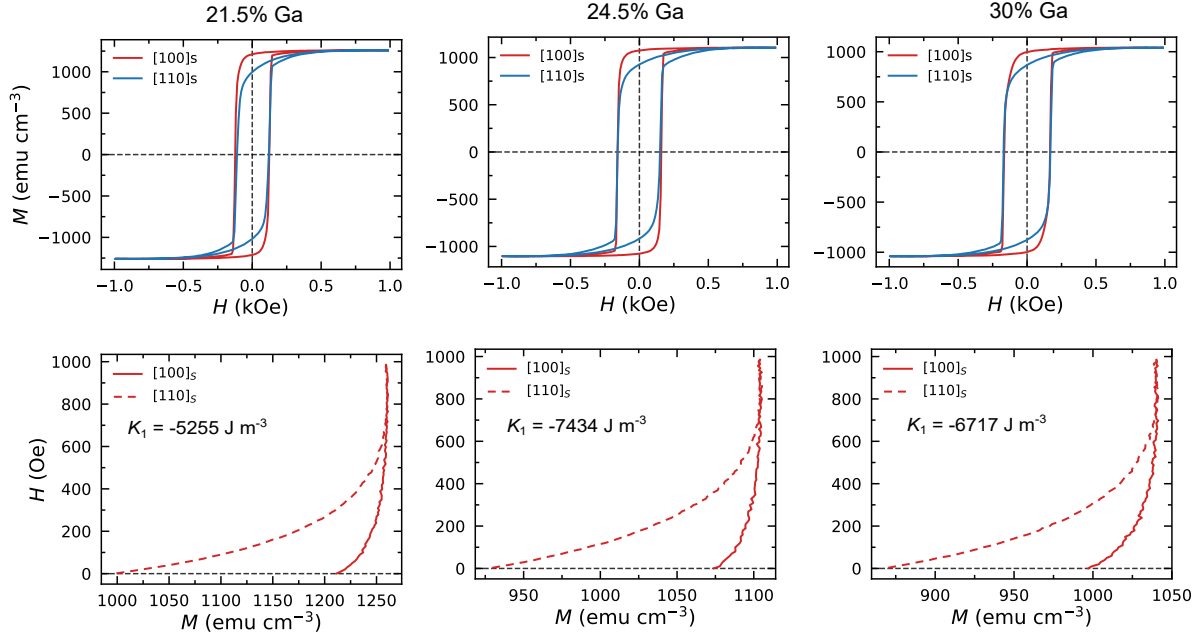 21.5% Ga
24.5% Ga
30% Ga
M (emu cm⁻³)
1250
1000
750
500
250
0
−500
−1000
[100]s
[110]s
−1.0 −0.5 0.0 0.5 1.0
H (kOe)
1000
500
0
−500
−1000
[100]s
[110]s
−1.0 −0.5 0.0 0.5 1.0
H (kOe)
1000
500
0
−500
−1000
[100]s
[110]s
−1.0 −0.5 0.0 0.5 1.0
H (kOe)
H (Oe)
1000
800
600
400
200
0
[100]S
[110]S
K₁ = -5255 J m⁻³
1000 1050 1100 1150 1200 1250
M (emu cm⁻³)
1000
800
600
400
200
0
[100]S
[110]S
K₁ = -7434 J m⁻³
950 1000 1050 1100
M (emu cm⁻³)
1000
800
600
400
200
0
[100]S
[110]S
K₁ = -6717 J m⁻³
900 950 1000 1050
M (emu cm⁻³)